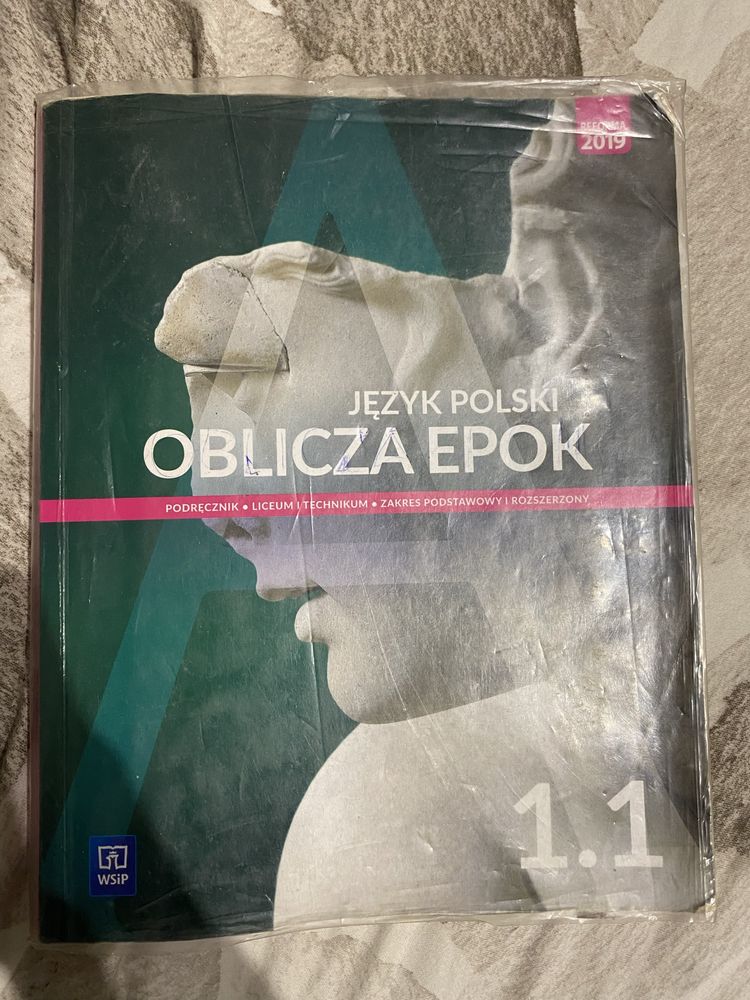 REFORMA
2019
JĘZYK POLSKI
OBLICZA EPOK
PODRĘCZNIK • LICEUM I TECHNIKUM • ZAKRES PODSTAWOWY I ROZSZERZONY
1.1
WSiP